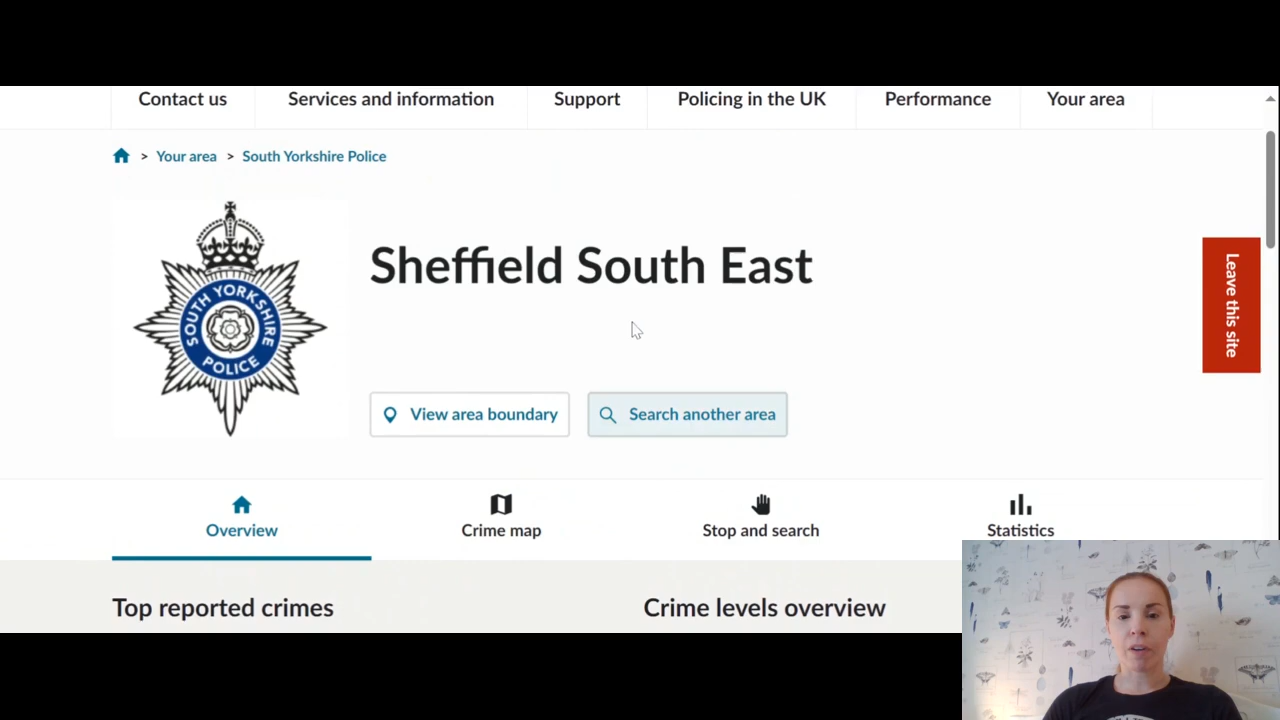 Contact us
Services and information
Support
Policing in the UK
Performance
Your area
> Your area > South Yorkshire Police
SOUTH YORKSHIRE
POLICE
Sheffield South East
Leave this site
View area boundary
Search another area
Overview
Crime map
Stop and search
Statistics
Top reported crimes
Crime levels overview